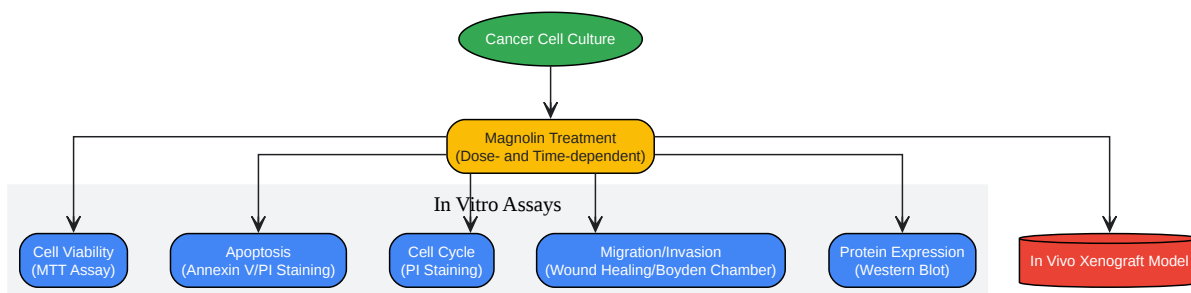 Cancer Cell Culture
Magnolin Treatment
(Dose- and Time-dependent)
In Vitro Assays
Cell Viability
(MTT Assay)
Apoptosis
(Annexin V/PI Staining)
Cell Cycle
(PI Staining)
Migration/Invasion
(Wound Healing/Boyden Chamber)
Protein Expression
(Western Blot)
In Vivo Xenograft Model